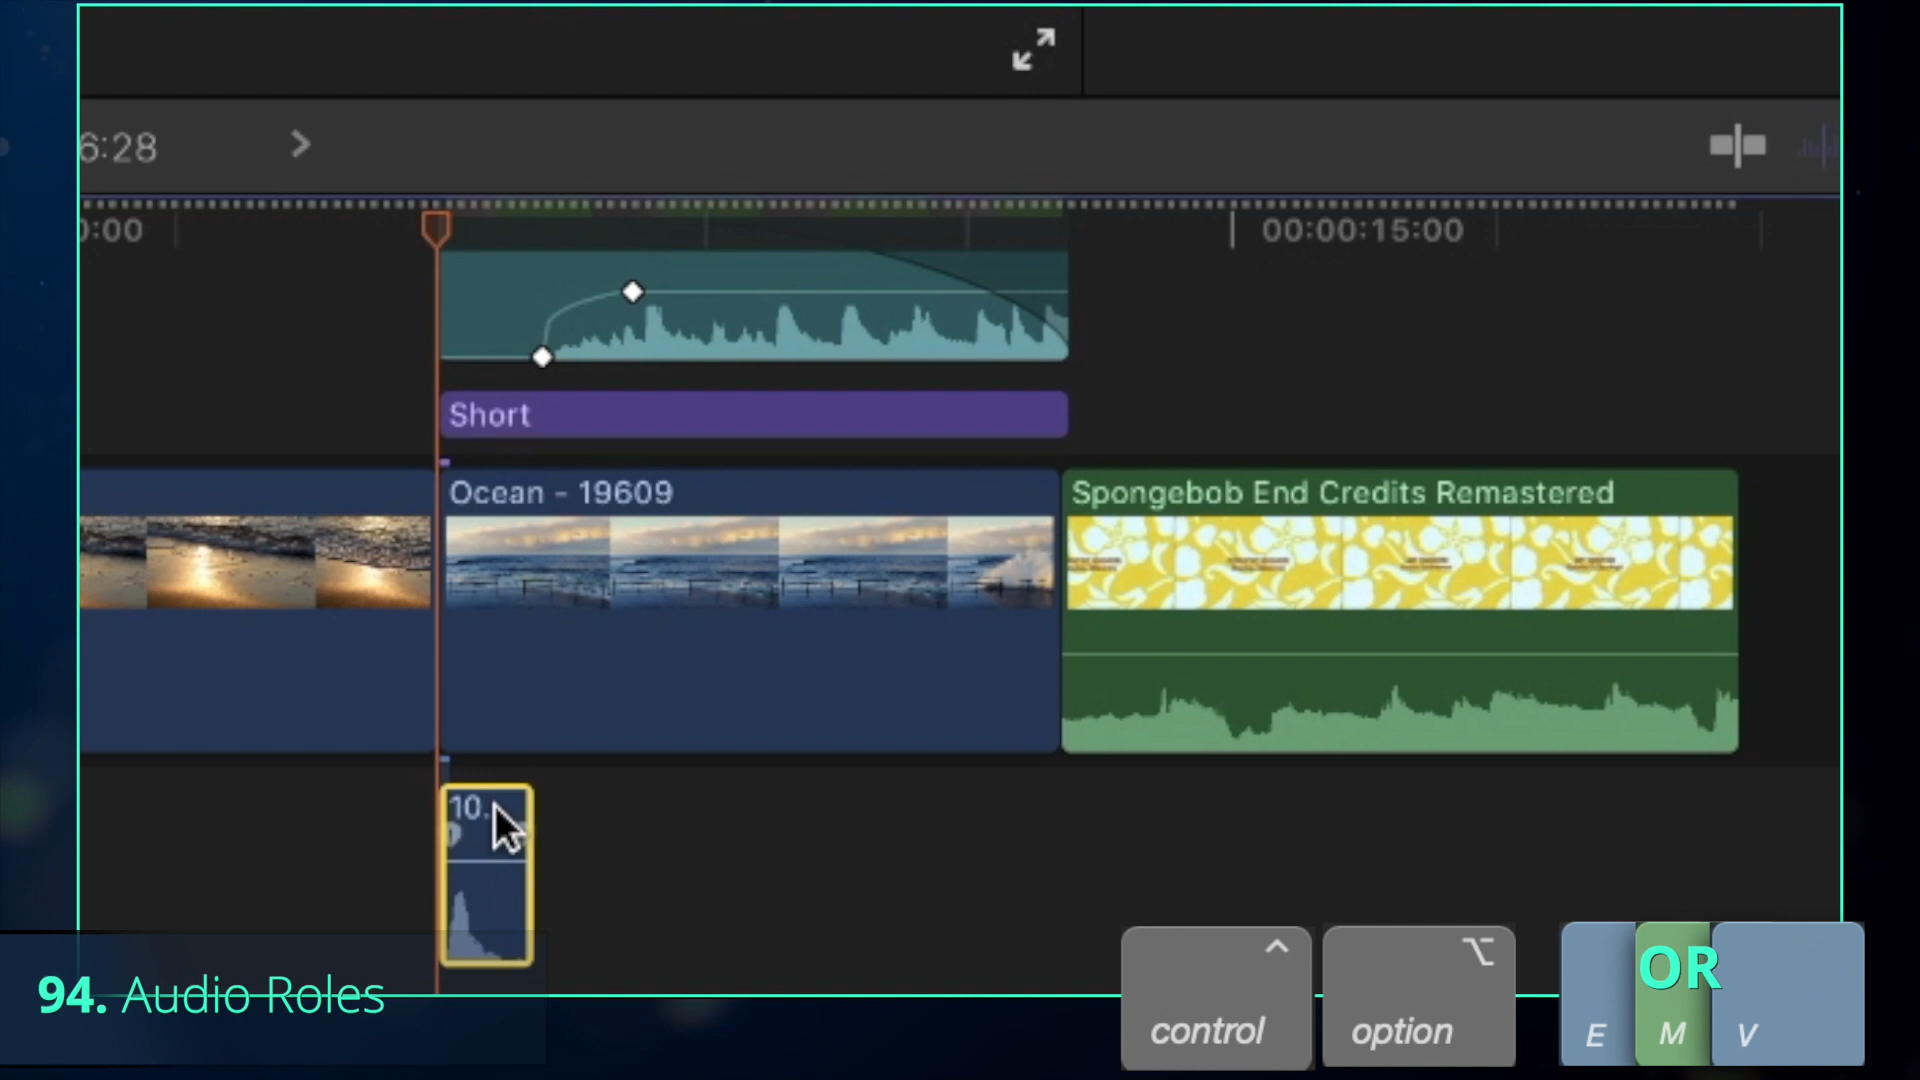 6:28
0:00
00:00:15:00
Short
Ocean - 19609
Spongebob End Credits Remastered
10.
94. Audio Roles
control
option
OR
E
M
V